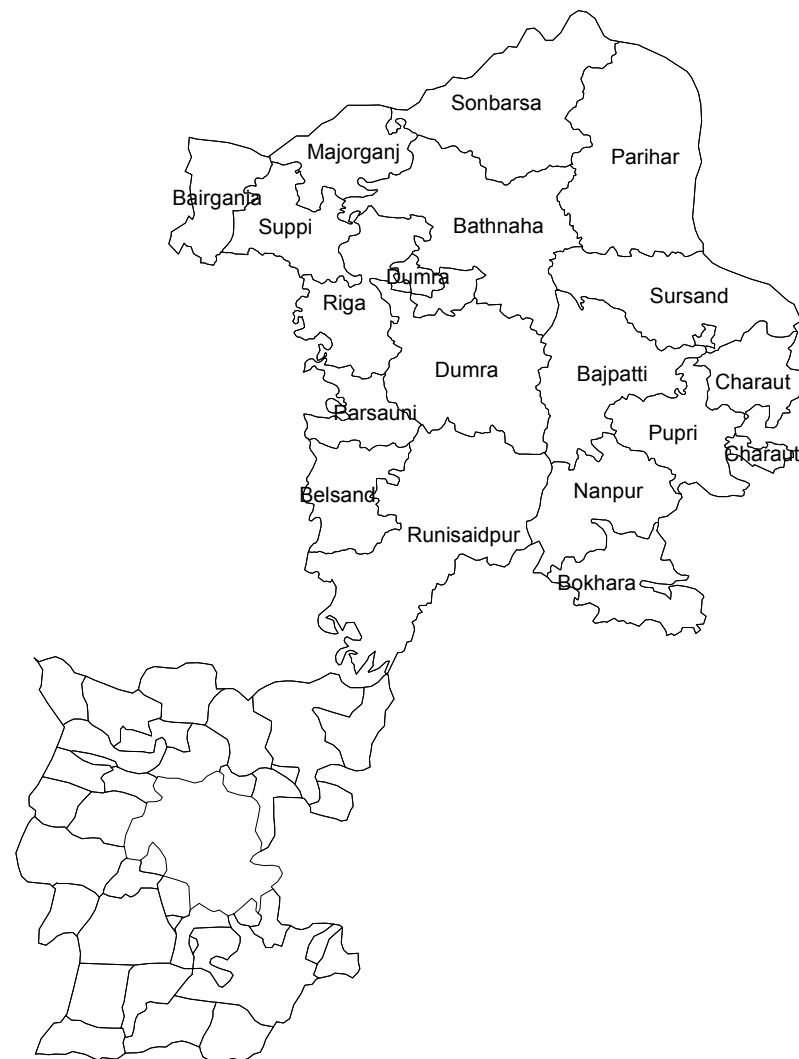 Sonbarsa
Majorganj
Parihar
Bairgania
Suppi
Bathnaha
Dumra
Sursand
Riga
Dumra
Bajpatti
Charaut
Parsauni
Pupri
Charaut
Belsand
Nanpur
Runisaidpur
Bokhara